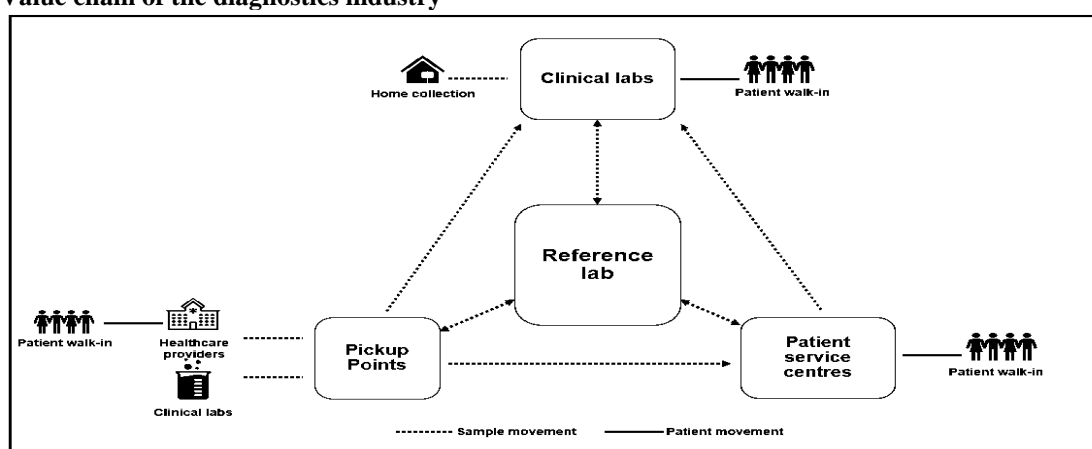 Value chain of the diagnostics industry
Clinical labs
Home collection
Patient walk-in
Reference
lab
Patient walk-in
Healthcare
providers
Clinical labs
Pickup
Points
Patient
service
centres
Patient walk-in
Sample movement
Patient movement